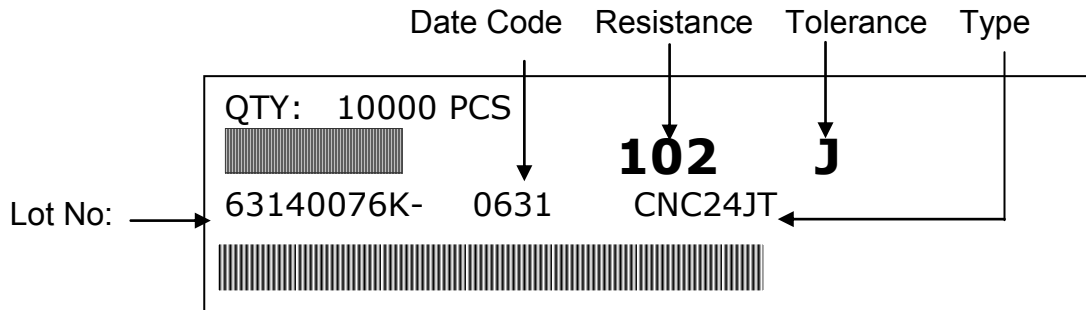 Date Code Resistance Tolerance Type
QTY: 10000 PCS
102 J
Lot No: 63140076K- 0631 CNC24JT